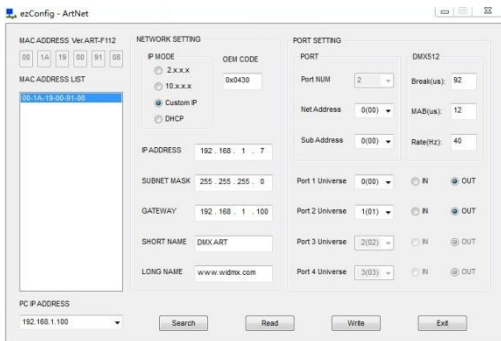 ezConfig - ArtNet
MAC ADDRESS Ver.ART-F112
00 1A 19 00 91 08
MAC ADDRESS LIST
00-1A-19-00-91-08
PC IP ADDRESS
192.168.1.100
NETWORK SETTING
IP MODE
2.x.x.x
10.x.x.x
Custom IP
DHCP
OEM CODE
0x0430
IP ADDRESS 192 . 168 . 1 . 7
SUBNET MASK 255 . 255 . 255 . 0
GATEWAY 192 . 168 . 1 . 100
SHORT NAME DMX ART
LONG NAME www.widmx.com
PORT SETTING
PORT
Port NUM 2
Net Address 0(00)
Sub Address 0(00)
DMX512
Break(us): 92
MAB(us): 12
Rate(Hz): 40
Port 1 Universe 0(00) IN OUT
Port 2 Universe 1(01) IN OUT
Port 3 Universe 2(02) IN OUT
Port 4 Universe 3(03) IN OUT
Search Read Write Exit